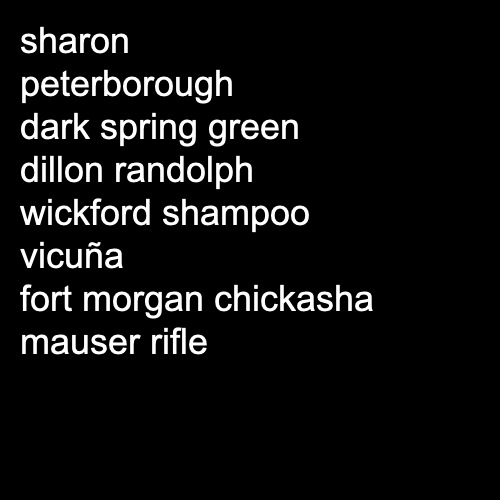 sharon
peterborough
dark spring green
dillon randolph
wickford shampoo
vicuña
fort morgan chickasha
mauser rifle